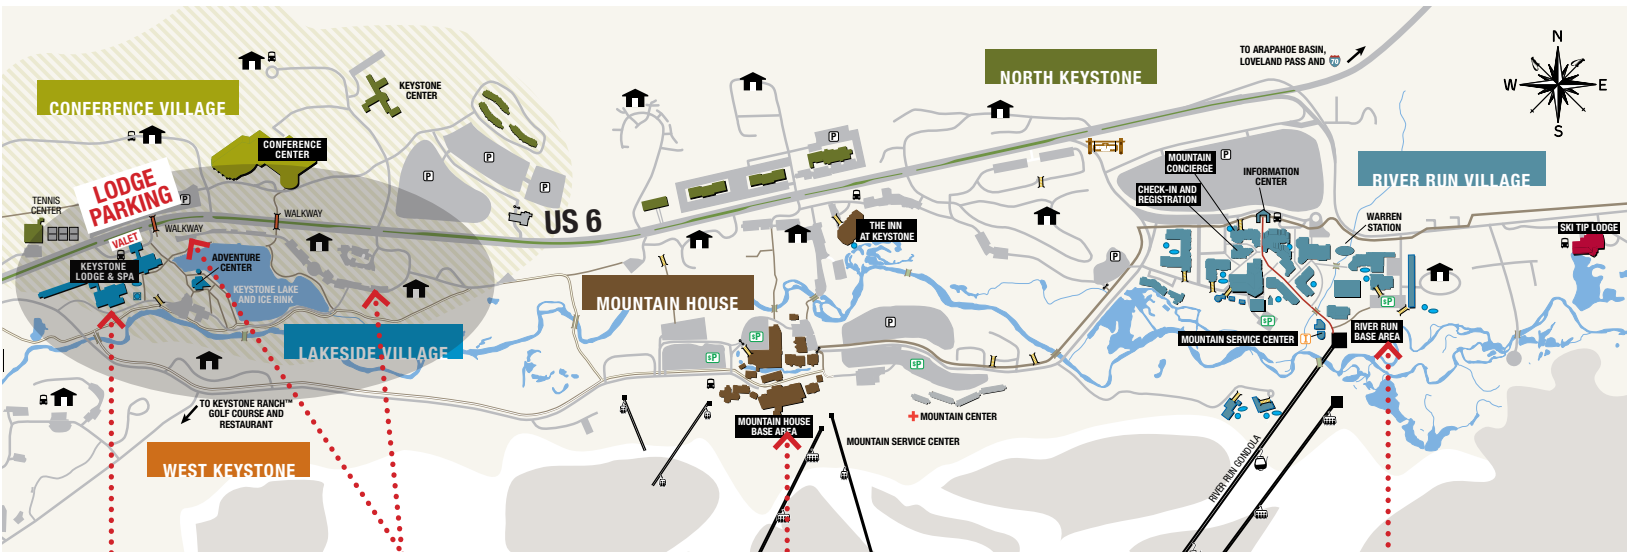 TO ARAPAHOE BASIN,
LOVELAND PASS AND 70
N
W E
S
NORTH KEYSTONE
CONFERENCE VILLAGE
KEYSTONE
CENTER
CONFERENCE
CENTER
P
P
P
P
P
P
P
P
LODGE
PARKING
TENNIS
CENTER
WALKWAY
WALKWAY
US 6
VALET
KEYSTONE
LODGE & SPA
ADVENTURE
CENTER
KEYSTONE LAKE
AND ICE RINK
LAKESIDE VILLAGE
THE INN
AT KEYSTONE
MOUNTAIN HOUSE
MOUNTAIN
CONCIERGE
CHECK-IN AND
REGISTRATION
INFORMATION
CENTER
RIVER RUN VILLAGE
WARREN
STATION
SKI TIP LODGE
$P
$P
$P
$P
$P
MOUNTAIN SERVICE CENTER
RIVER RUN
BASE AREA
TO KEYSTONE RANCH™
GOLF COURSE AND
RESTAURANT
WEST KEYSTONE
MOUNTAIN HOUSE
BASE AREA
MOUNTAIN CENTER
MOUNTAIN SERVICE CENTER
RIVER RUN GONDOLA